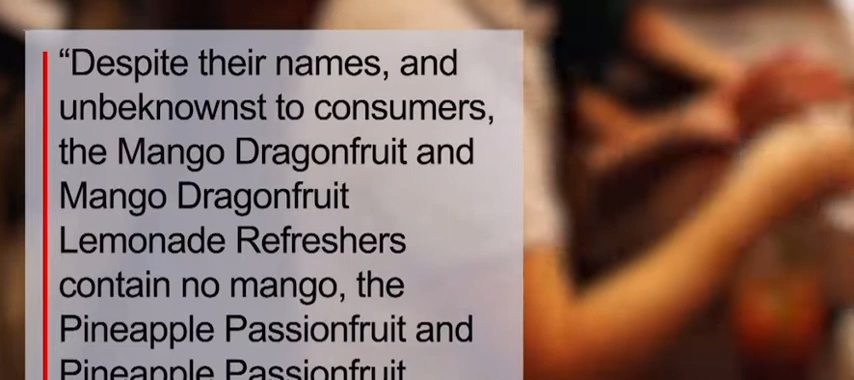 “Despite their names, and
unbeknownst to consumers,
the Mango Dragonfruit and
Mango Dragonfruit
Lemonade Refreshers
contain no mango, the
Pineapple Passionfruit and
Pineapple Passionfruit